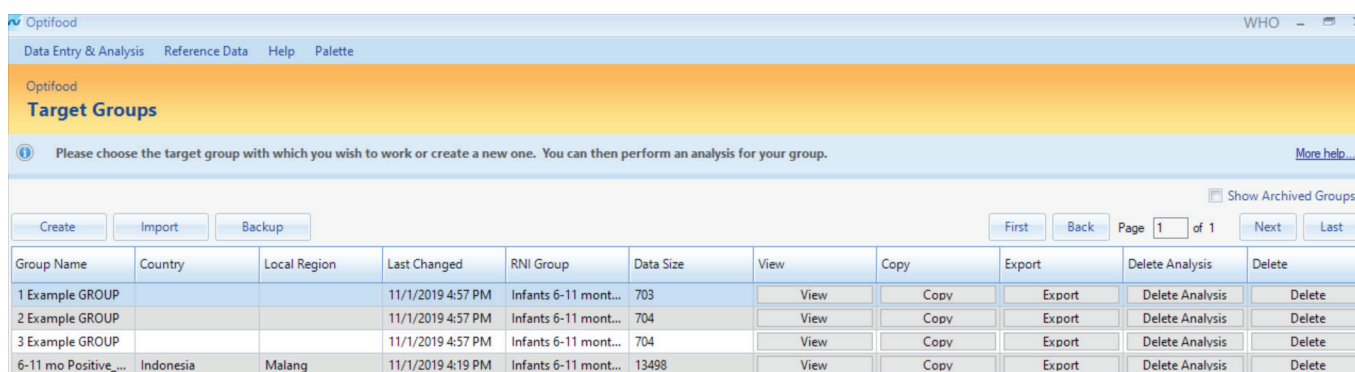 Optifood WHO
Data Entry & Analysis Reference Data Help Palette
Optifood
Target Groups
Please choose the target group with which you wish to work or create a new one. You can then perform an analysis for your group. More help...
Show Archived Groups
Create Import Backup First Back Page 1 of 1 Next Last
Group Name Country Local Region Last Changed RNI Group Data Size View Copy Export Delete Analysis Delete
1 Example GROUP 11/1/2019 4:57 PM Infants 6-11 mont... 703 View Copy Export Delete Analysis Delete
2 Example GROUP 11/1/2019 4:57 PM Infants 6-11 mont... 704 View Copy Export Delete Analysis Delete
3 Example GROUP 11/1/2019 4:57 PM Infants 6-11 mont... 704 View Copy Export Delete Analysis Delete
6-11 mo Positive_... Indonesia Malang 11/1/2019 4:19 PM Infants 6-11 mont... 13498 View Copy Export Delete Analysis Delete